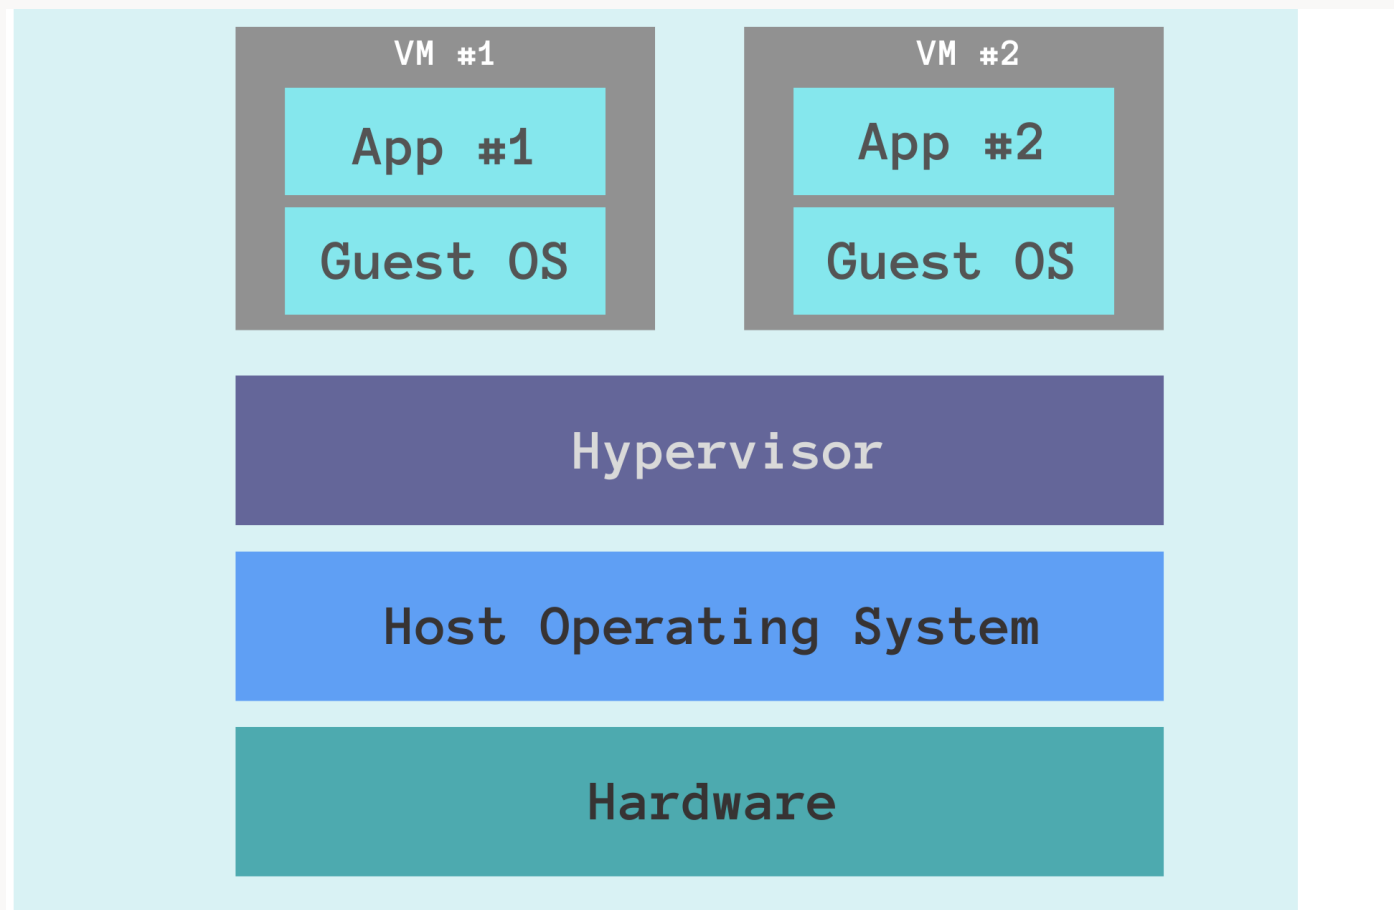 VM #1
App #1
Guest OS
VM #2
App #2
Guest OS
Hypervisor
Host Operating System
Hardware